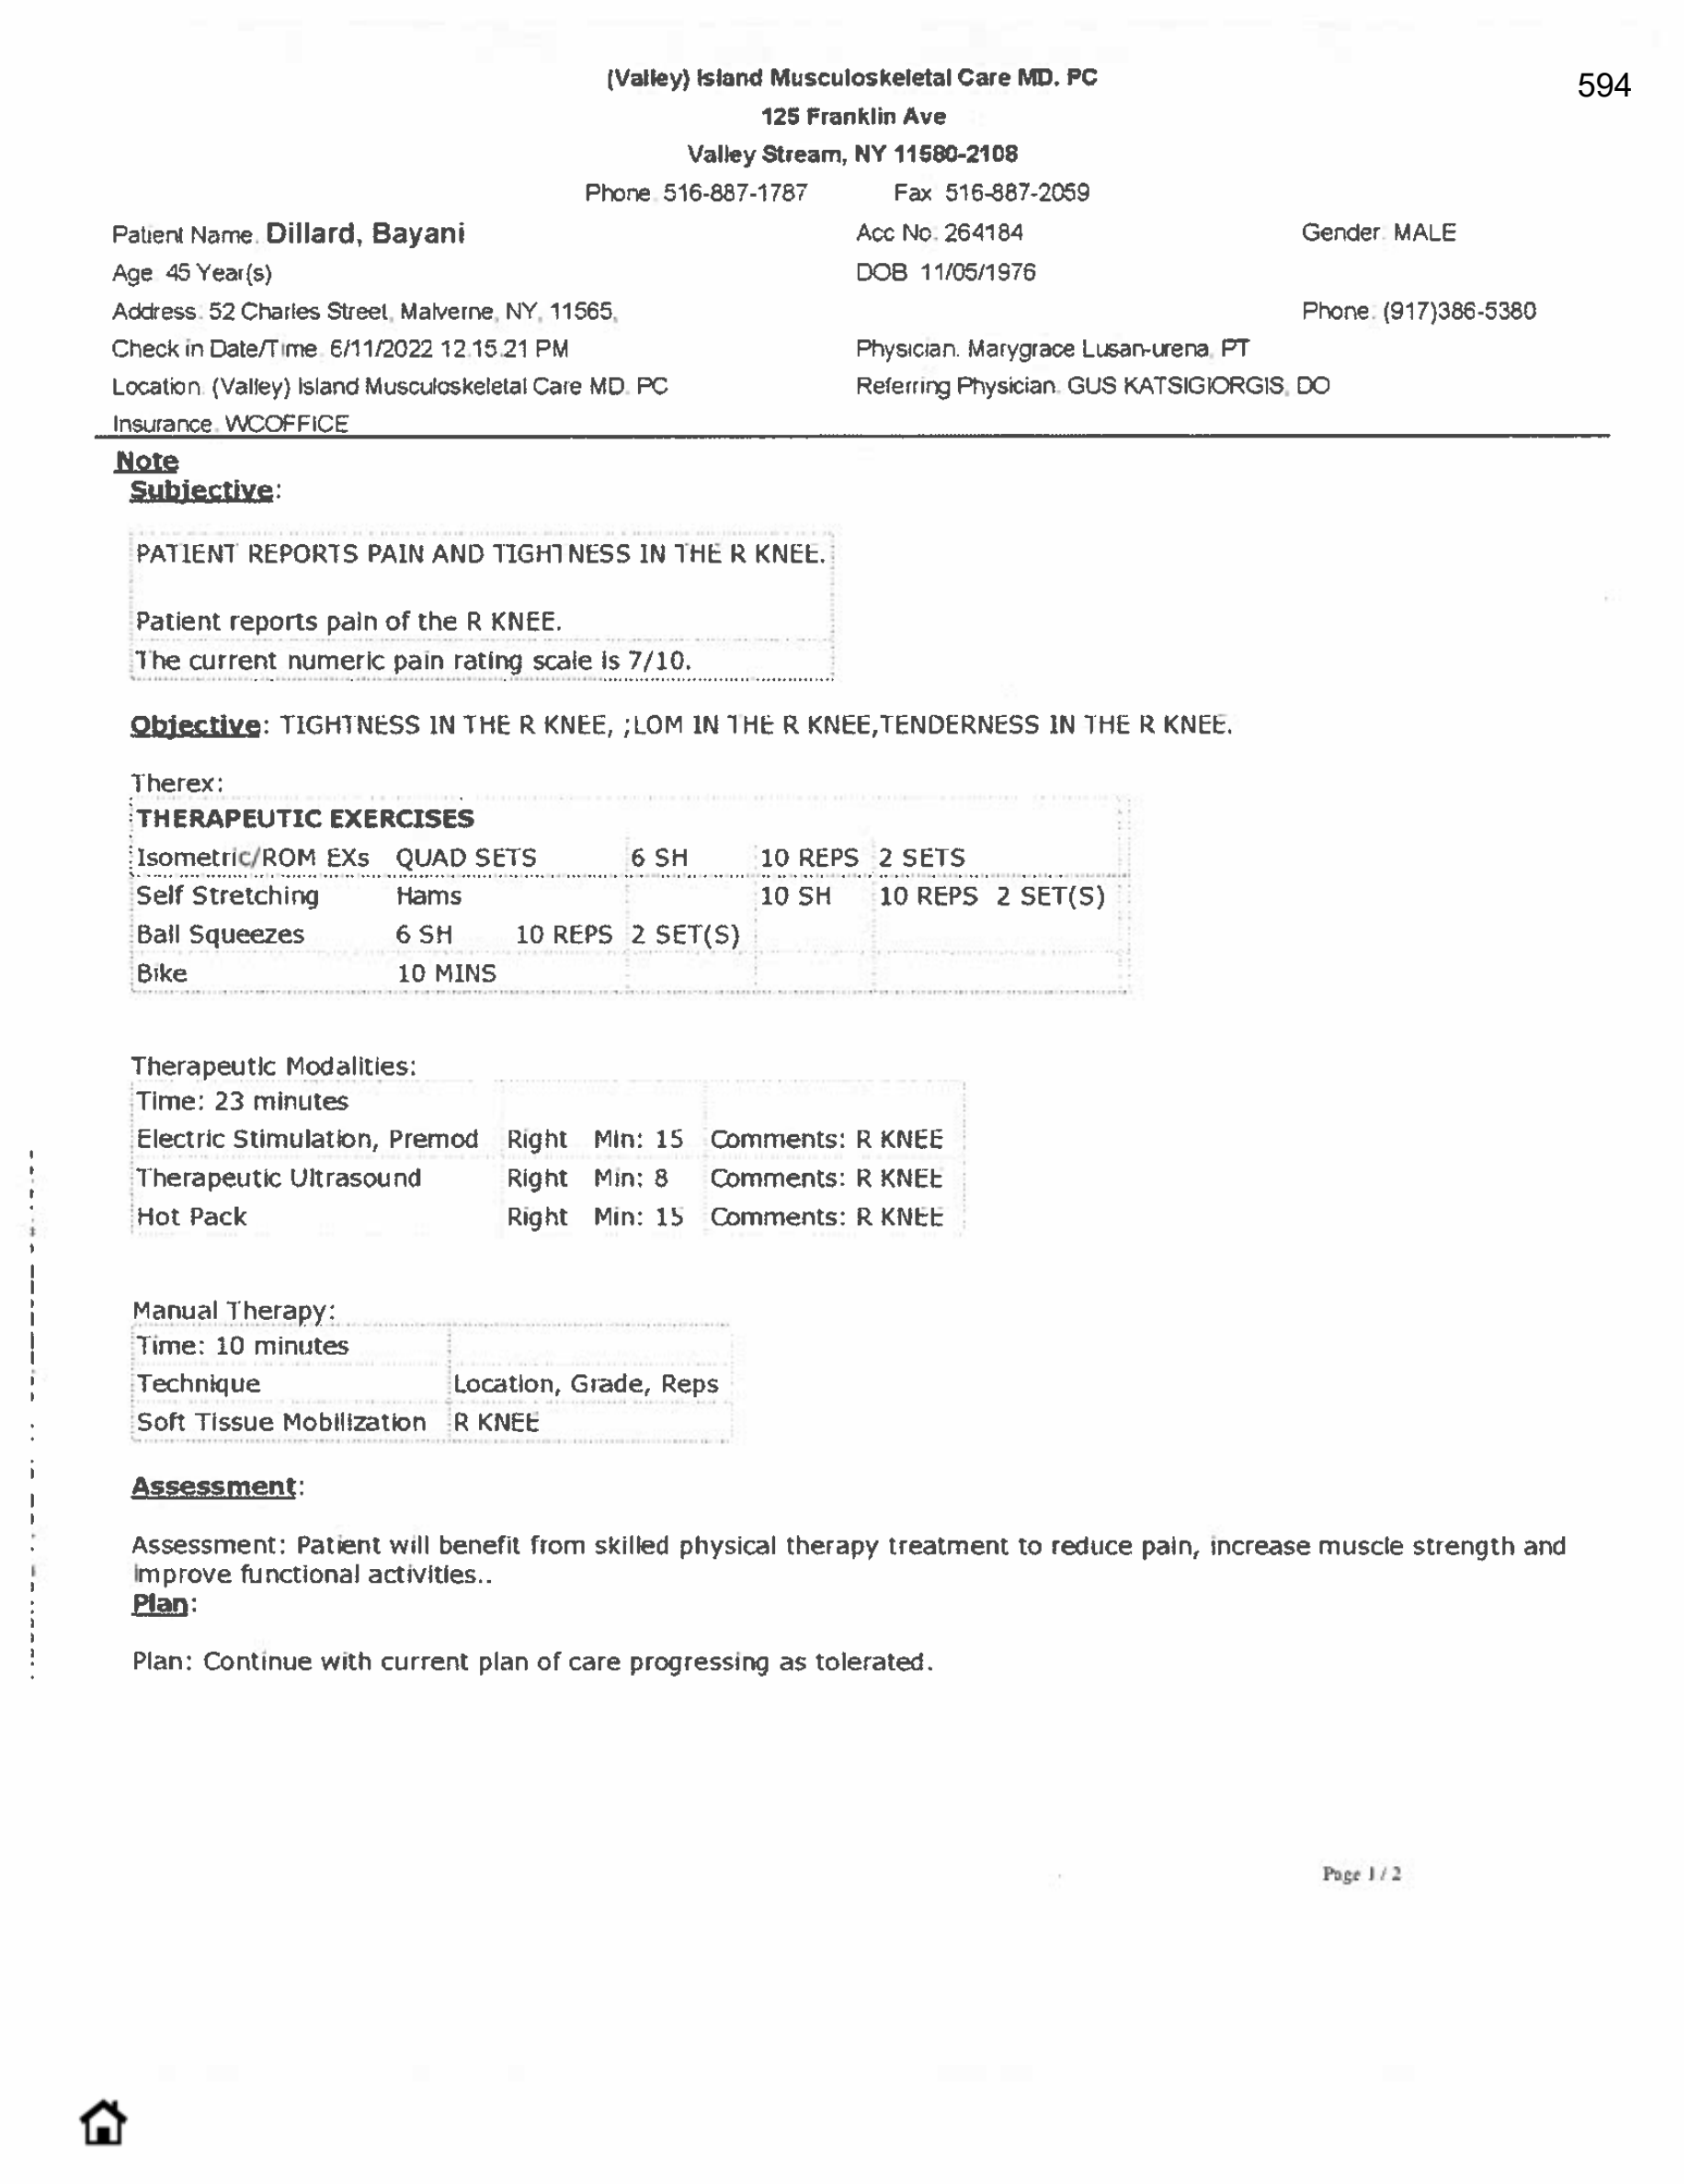 (Valley) Island Musculoskeletal Care MD. PC
594
125 Franklin Ave
Valley Stream, NY 11580-2108
Phone. 516-887-1787 Fax 516-887-2059
Patient Name. Dillard, Bayani Acc No. 264184 Gender. MALE
Age 45 Year(s) DOB 11/05/1976
Address. 52 Charles Street, Malverne, NY, 11565, Phone. (917)386-5380
Check in Date/Time. 6/11/2022 12.15.21 PM Physician. Marygrace Lusan-urena, PT
Location. (Valley) Island Musculoskeletal Care MD. PC Referring Physician. GUS KATSIGIORGIS, DO
Insurance. WCOFFICE
Note
Subjective:
PATIENT REPORTS PAIN AND TIGHTNESS IN THE R KNEE.
Patient reports pain of the R KNEE.
The current numeric pain rating scale is 7/10.
Objective: TIGHTNESS IN THE R KNEE, ;LOM IN THE R KNEE,TENDERNESS IN THE R KNEE.
Therex:
THERAPEUTIC EXERCISES
Isometric/ROM EXs QUAD SETS 6 SH 10 REPS 2 SETS
Self Stretching Hams 10 SH 10 REPS 2 SET(S)
Ball Squeezes 6 SH 10 REPS 2 SET(S)
Bike 10 MINS
Therapeutic Modalities:
Time: 23 minutes
Electric Stimulation, Premod Right Min: 15 Comments: R KNEE
Therapeutic Ultrasound Right Min: 8 Comments: R KNEE
Hot Pack Right Min: 15 Comments: R KNEE
Manual Therapy:
Time: 10 minutes
Technique Location, Grade, Reps
Soft Tissue Mobilization R KNEE
Assessment:
Assessment: Patient will benefit from skilled physical therapy treatment to reduce pain, increase muscle strength and
improve functional activities..
Plan:
Plan: Continue with current plan of care progressing as tolerated.
Page 1 / 2